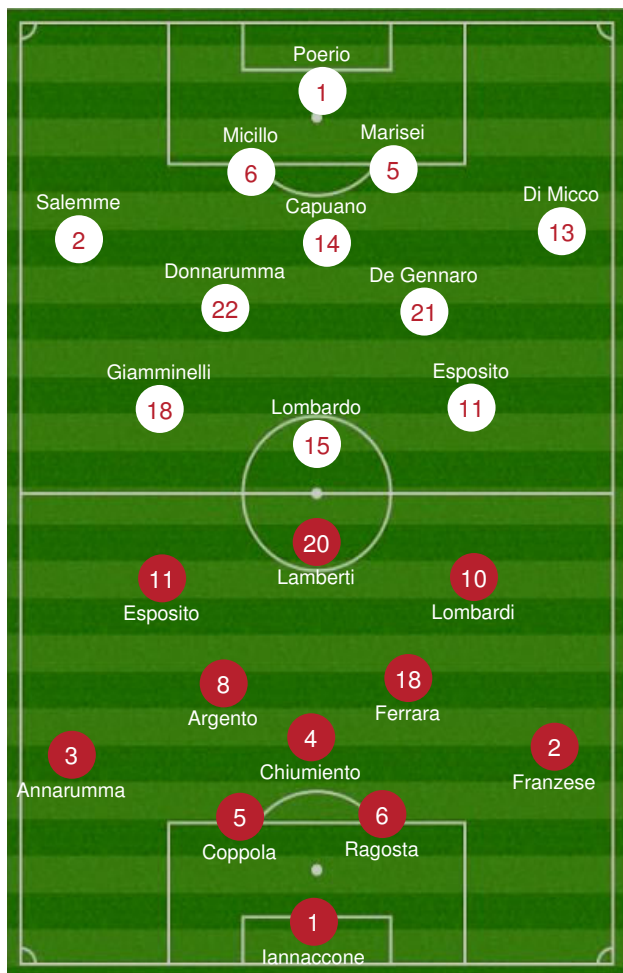 Poerio
1
Micillo
6
Marisei
5
Salemme
2
Capuano
14
Di Micco
13
Donnarumma
22
De Gennaro
21
Giamminelli
18
Esposito
11
Lombardo
15
20
Lamberti
11
Esposito
10
Lombardi
8
Argento
18
Ferrara
4
Chiumiento
3
Annarumma
2
Franzese
5
Coppola
6
Ragosta
1
Iannaccone